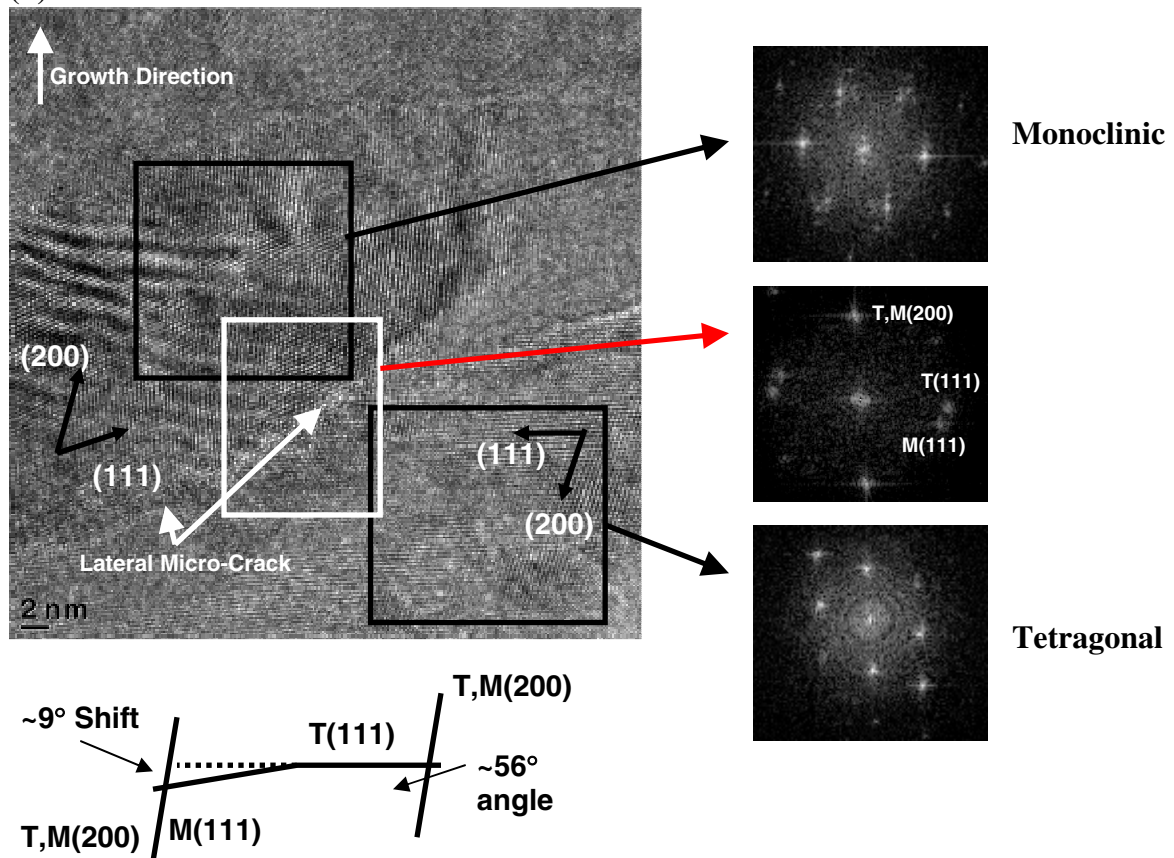 Growth Direction
Monoclinic
T,M(200)
T(111)
M(111)
(200)
(111)
(111)
(200)
Lateral Micro-Crack
2 nm
Tetragonal
T,M(200)
~9° Shift
T(111)
~56°
angle
T,M(200)
M(111)